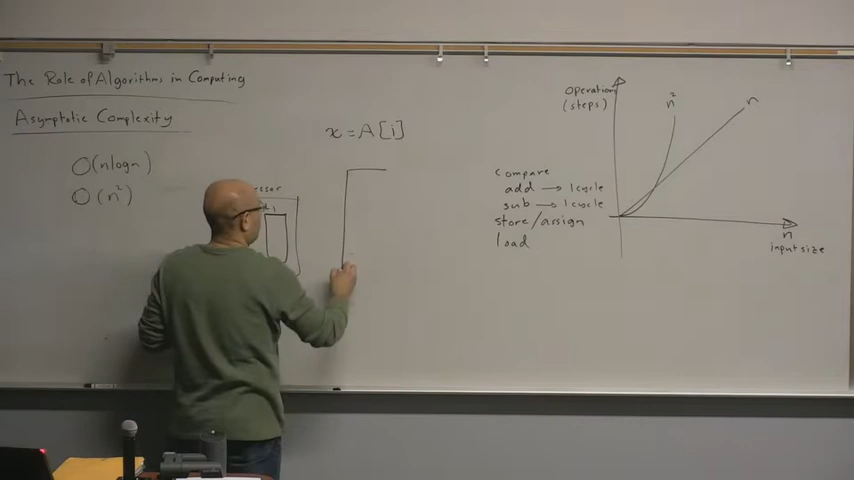 The Role of Algorithms in Computing
Asymptotic Complexity
O(nlogn)
O(n²)
x = A[i]
compare
add → 1 cycle
sub → 1 cycle
store/assign
load
operation
(steps)
n²
n
n
input size